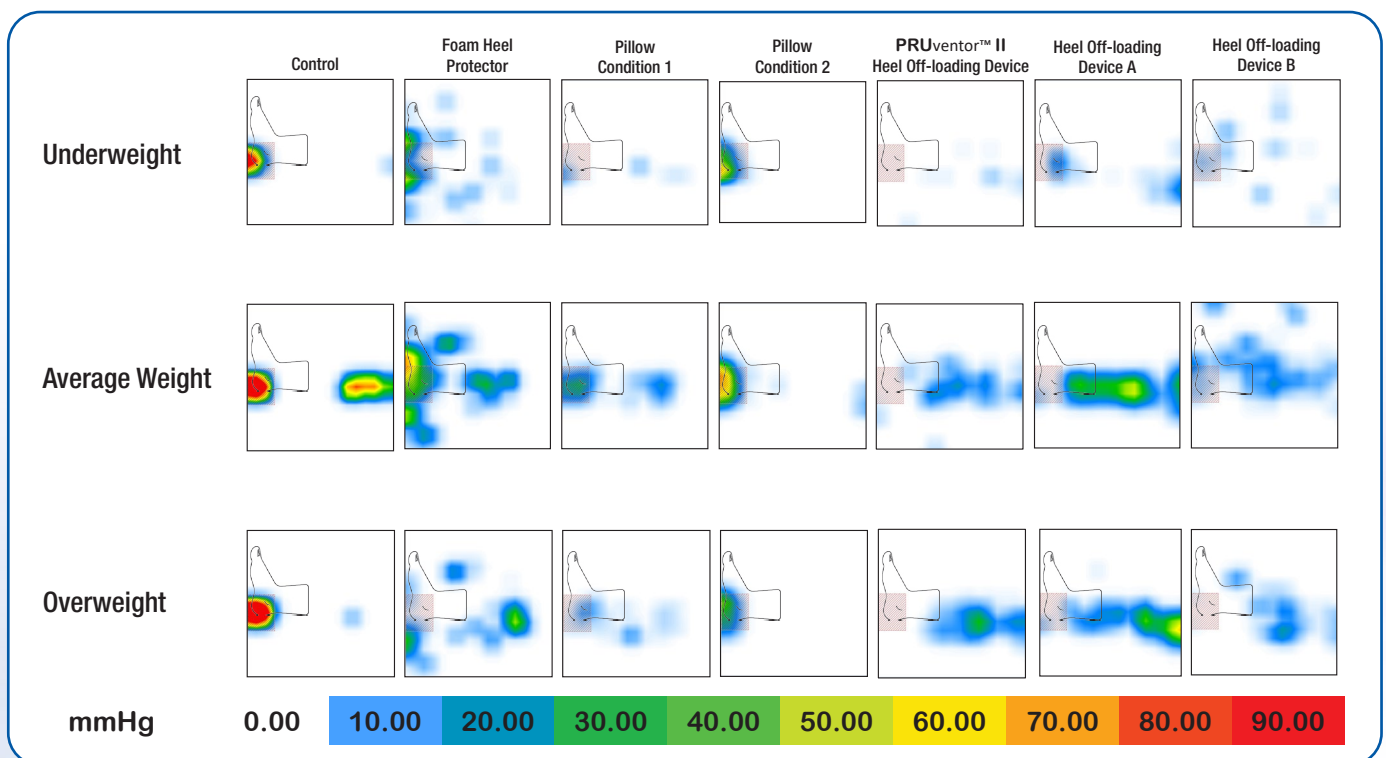 Control
Foam Heel
Protector
Pillow
Condition 1
Pillow
Condition 2
PRUventor™ II
Heel Off-loading Device
Heel Off-loading
Device A
Heel Off-loading
Device B
Underweight
Average Weight
Overweight
mmHg 0.00 10.00 20.00 30.00 40.00 50.00 60.00 70.00 80.00 90.00